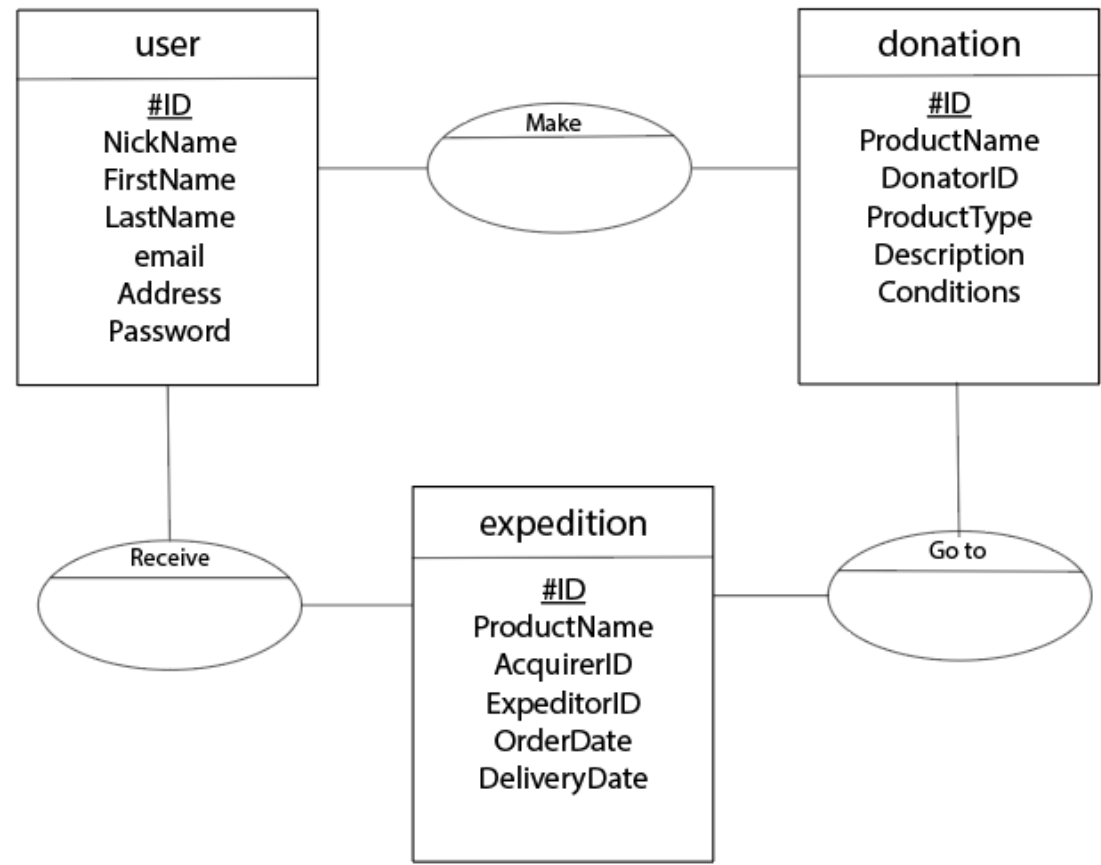 user
#ID
NickName
FirstName
LastName
email
Address
Password
Make
donation
#ID
ProductName
DonatorID
ProductType
Description
Conditions
Receive
expedition
#ID
ProductName
AcquirerID
ExpeditorID
OrderDate
DeliveryDate
Go to